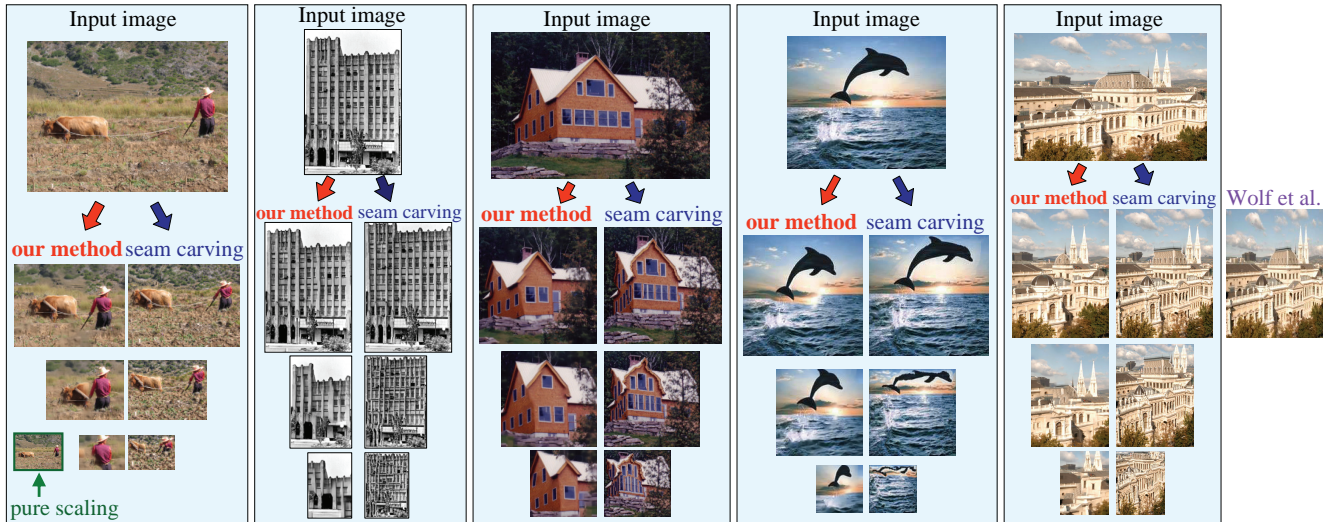 Input image
our method
seam carving
pure scaling
Input image
our method
seam carving
Input image
our method
seam carving
Input image
our method
seam carving
Input image
our method
seam carving
Wolf et al.